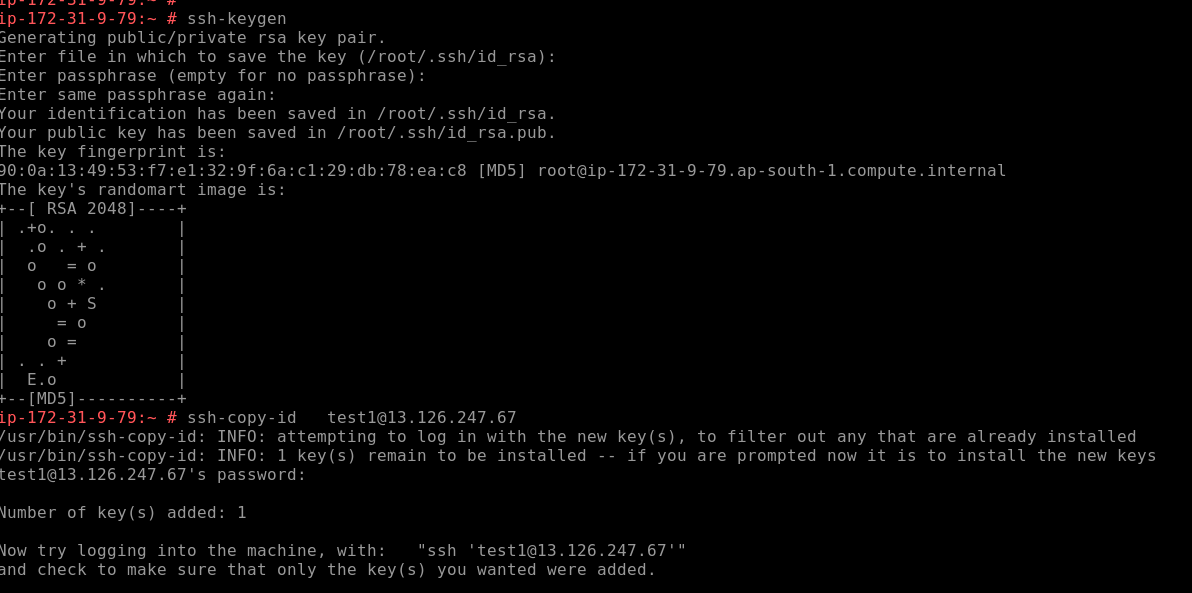 ip-172-31-9-79:~ #
ip-172-31-9-79:~ # ssh-keygen
Generating public/private rsa key pair.
Enter file in which to save the key (/root/.ssh/id_rsa):
Enter passphrase (empty for no passphrase):
Enter same passphrase again:
Your identification has been saved in /root/.ssh/id_rsa.
Your public key has been saved in /root/.ssh/id_rsa.pub.
The key fingerprint is:
90:0a:13:49:53:f7:e1:32:9f:6a:c1:29:db:78:ea:c8 [MD5] root@ip-172-31-9-79.ap-south-1.compute.internal
The key's randomart image is:
+--[ RSA 2048]----+
| .+o. . .        |
|  .o . + .       |
|  o   = o        |
|   o o * .       |
|    o + S        |
|     = o         |
|    o =          |
| . . +           |
|  E.o            |
+--[MD5]----------+
ip-172-31-9-79:~ # ssh-copy-id   test1@13.126.247.67
/usr/bin/ssh-copy-id: INFO: attempting to log in with the new key(s), to filter out any that are already installed
/usr/bin/ssh-copy-id: INFO: 1 key(s) remain to be installed -- if you are prompted now it is to install the new keys
test1@13.126.247.67's password:
Number of key(s) added: 1
Now try logging into the machine, with:   "ssh 'test1@13.126.247.67'"
and check to make sure that only the key(s) you wanted were added.